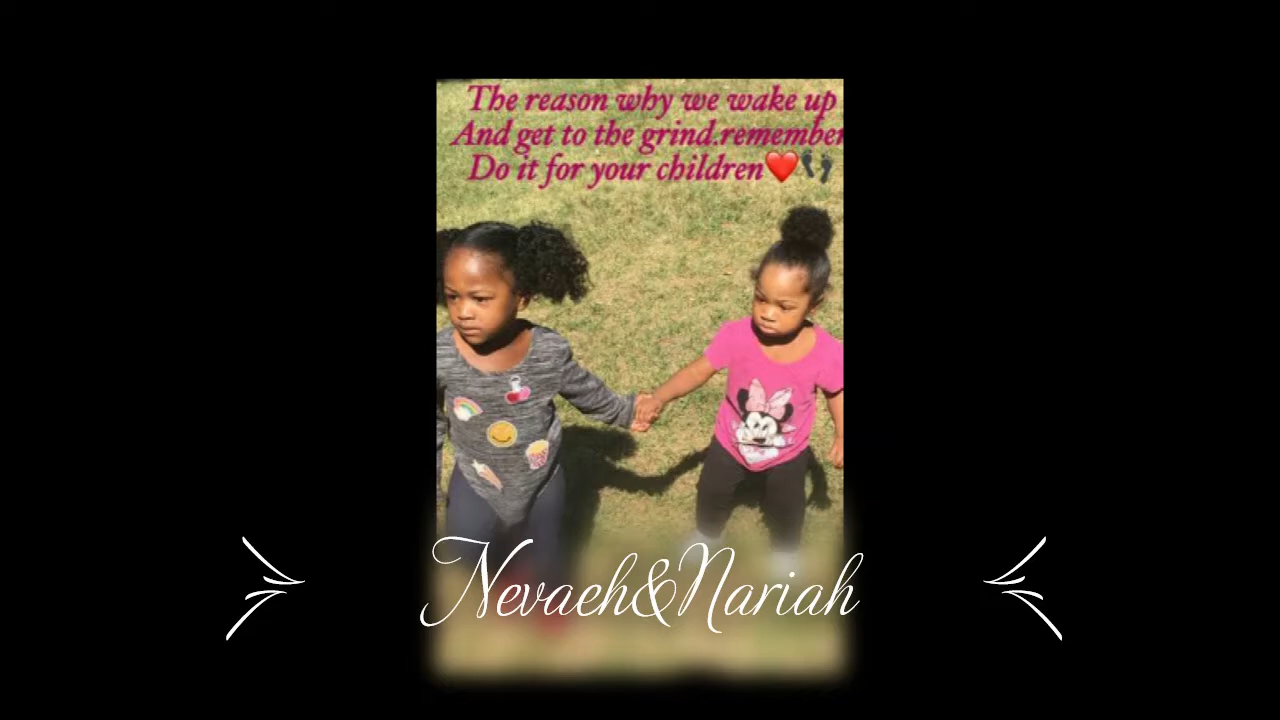 The reason why we wake up
And get to the grind.remember
Do it for your children❤️👣
Nevaeh&Nariah